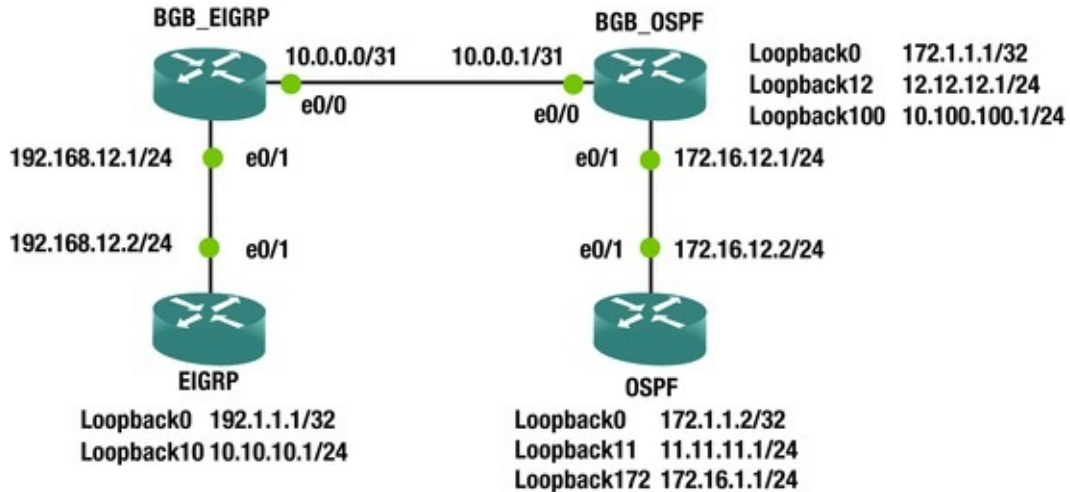 BGB_EIGRP
BGB_OSPF
10.0.0.0/31
10.0.0.1/31
e0/0
e0/0
Loopback0 172.1.1.1/32
Loopback12 12.12.12.1/24
Loopback100 10.100.100.1/24
192.168.12.1/24
e0/1
e0/1
172.16.12.1/24
192.168.12.2/24
e0/1
e0/1
172.16.12.2/24
EIGRP
OSPF
Loopback0 192.1.1.1/32
Loopback10 10.10.10.1/24
Loopback0 172.1.1.2/32
Loopback11 11.11.11.1/24
Loopback172 172.16.1.1/24